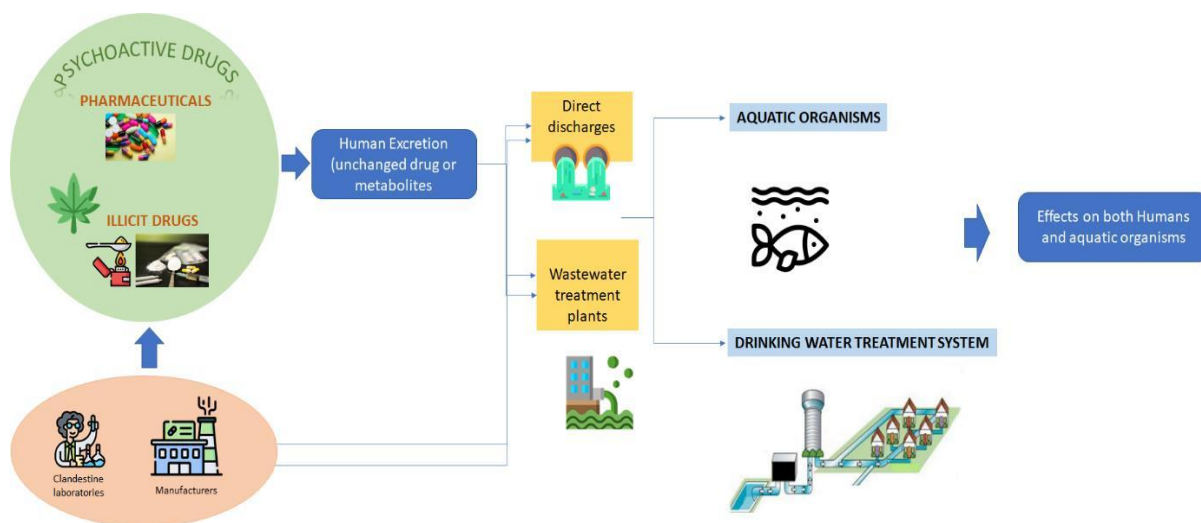 PSYCHOACTIVE DRUGS
PHARMACEUTICALS
ILLICIT DRUGS
Clandestine
laboratories
Manufacturers
Human Excretion
(unchanged drug or
metabolites
Direct
discharges
Wastewater
treatment
plants
AQUATIC ORGANISMS
DRINKING WATER TREATMENT SYSTEM
Effects on both Humans
and aquatic organisms